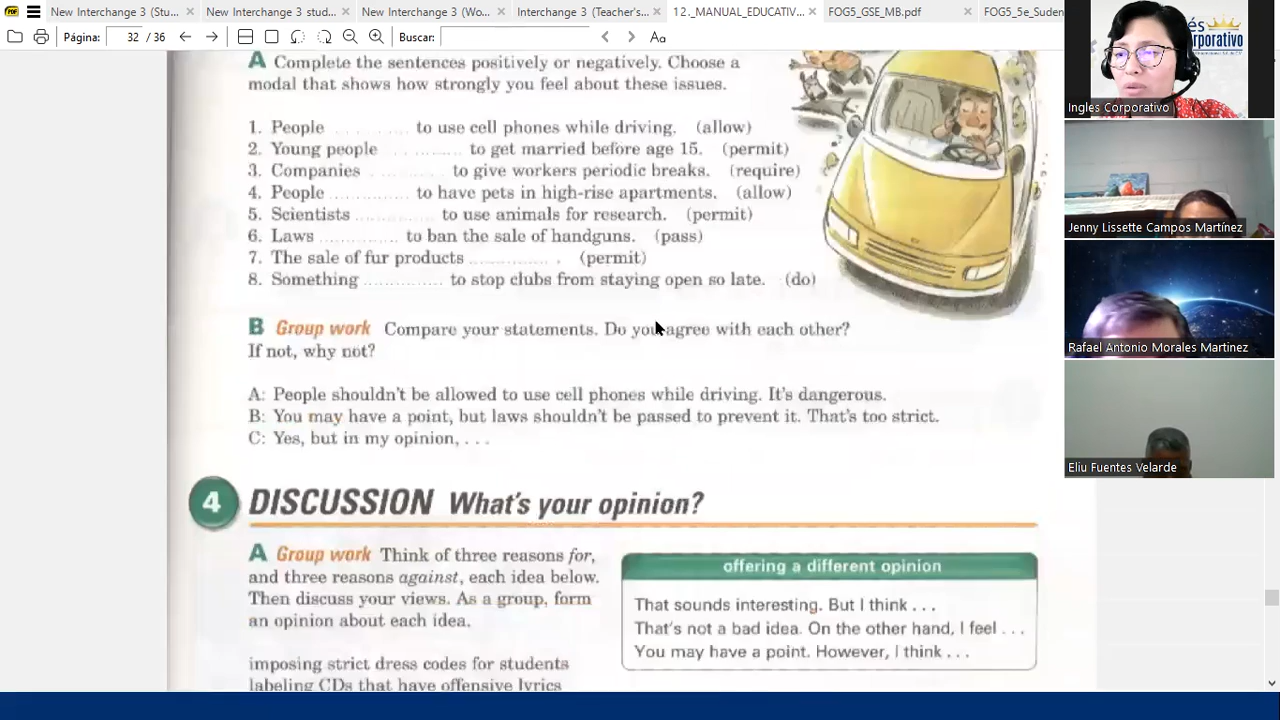 New Interchange 3 (Stu…
New Interchange 3 stud…
New Interchange 3 (Wo…
Interchange 3 (Teacher's…
12._MANUAL_EDUCATIV…
FOG5_GSE_MB.pdf
FOG5_5e_Suden
Página:
32 / 36
Buscar:
Aa
A Complete the sentences positively or negatively. Choose a
modal that shows how strongly you feel about these issues.
1. People ........... to use cell phones while driving. (allow)
2. Young people ........... to get married before age 15. (permit)
3. Companies ........... to give workers periodic breaks. (require)
4. People ........... to have pets in high-rise apartments. (allow)
5. Scientists ........... to use animals for research. (permit)
6. Laws ........... to ban the sale of handguns. (pass)
7. The sale of fur products ........... . (permit)
8. Something ........... to stop clubs from staying open so late. (do)
B Group work Compare your statements. Do you agree with each other?
If not, why not?
A: People shouldn't be allowed to use cell phones while driving. It's dangerous.
B: You may have a point, but laws shouldn't be passed to prevent it. That's too strict.
C: Yes, but in my opinion, . . .
4 DISCUSSION What's your opinion?
A Group work Think of three reasons for,
and three reasons against, each idea below.
Then discuss your views. As a group, form
an opinion about each idea.
imposing strict dress codes for students
labeling CDs that have offensive lyrics
offering a different opinion
That sounds interesting. But I think . . .
That's not a bad idea. On the other hand, I feel . . .
You may have a point. However, I think . . .
és
rporativo
Ingles Corporativo
Jenny Lissette Campos Martínez
Rafael Antonio Morales Martinez
Eliu Fuentes Velarde